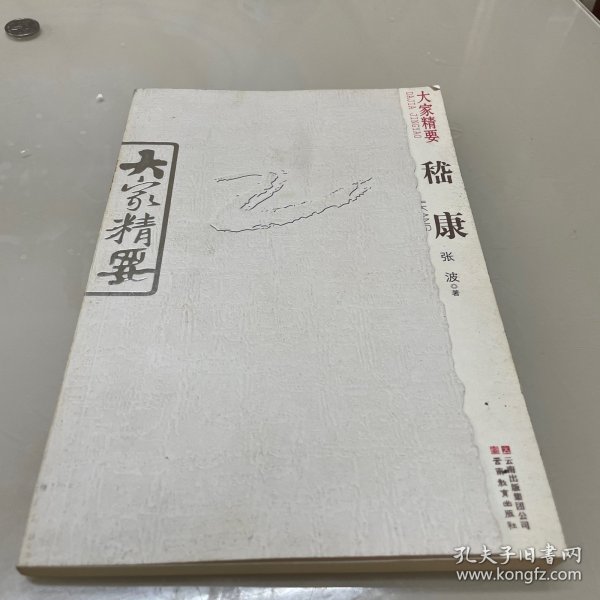 大家精要
大家精要
DAJIA JINGYAO
嵇康
JI KANG
张波◎著
云南出版集团公司
云南教育出版社
孔夫子旧书网
www.kongfz.com